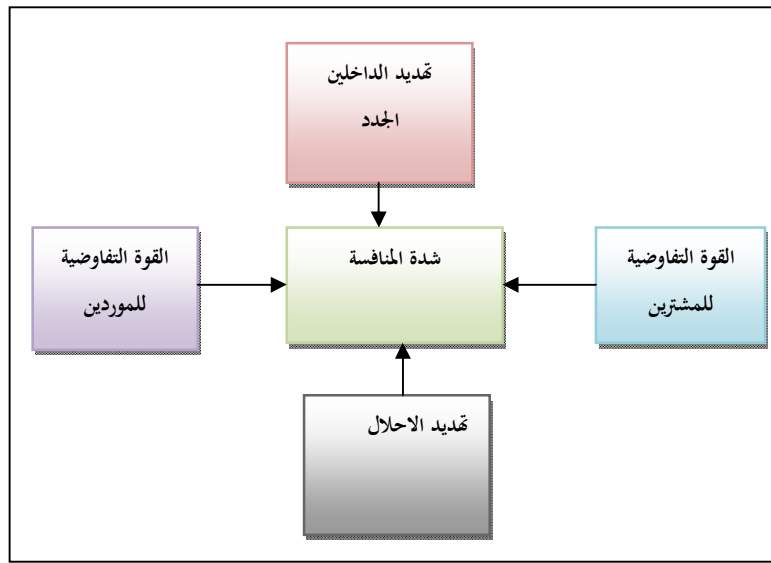 تهديد الداخلين
الجدد
القوة التفاوضية
للمشترين
شدة المنافسة
القوة التفاوضية
للموردين
تهديد الاحلال